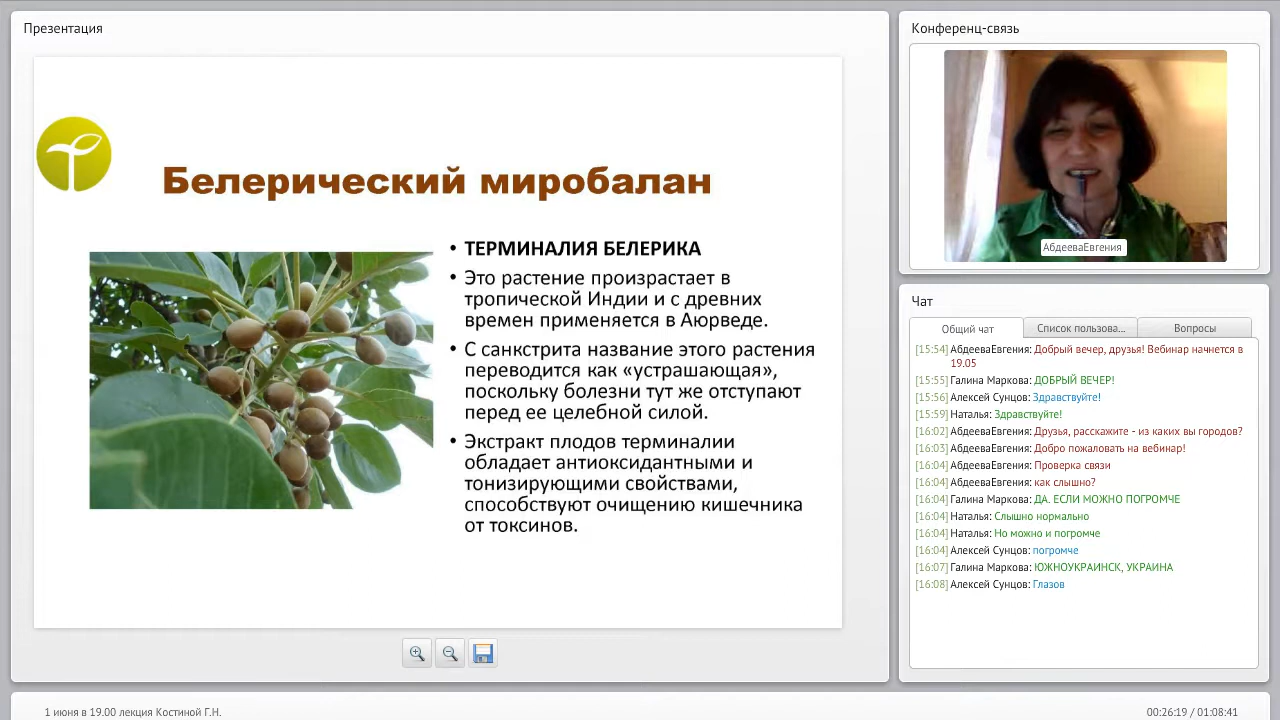 Презентация
Белерический миробалан
• ТЕРМИНАЛИЯ БЕЛЕРИКА
• Это растение произрастает в
тропической Индии и с древних
времен применяется в Аюрведе.
• С санскрита название этого растения
переводится как «устрашающая»,
поскольку болезни тут же отступают
перед ее целебной силой.
• Экстракт плодов терминалии
обладает антиоксидантными и
тонизирующими свойствами,
способствуют очищению кишечника
от токсинов.
Конференц-связь
АбдееваЕвгения
Чат
Общий чат
Список пользова...
Вопросы
[15:54] АбдееваЕвгения: Добрый вечер, друзья! Вебинар начнется в
19.05
[15:55] Галина Маркова: ДОБРЫЙ ВЕЧЕР!
[15:56] Алексей Сунцов: Здравствуйте!
[15:59] Наталья: Здравствуйте!
[16:02] АбдееваЕвгения: Друзья, расскажите - из каких вы городов?
[16:03] АбдееваЕвгения: Добро пожаловать на вебинар!
[16:04] АбдееваЕвгения: Проверка связи
[16:04] АбдееваЕвгения: как слышно?
[16:04] Галина Маркова: ДА. ЕСЛИ МОЖНО ПОГРОМЧЕ
[16:04] Наталья: Слышно нормально
[16:04] Наталья: Но можно и погромче
[16:04] Алексей Сунцов: погромче
[16:07] Галина Маркова: ЮЖНОУКРАИНСК, УКРАИНА
[16:08] Алексей Сунцов: Глазов
1 июня в 19.00 лекция Костиной Г.Н.
00:26:19 / 01:08:41